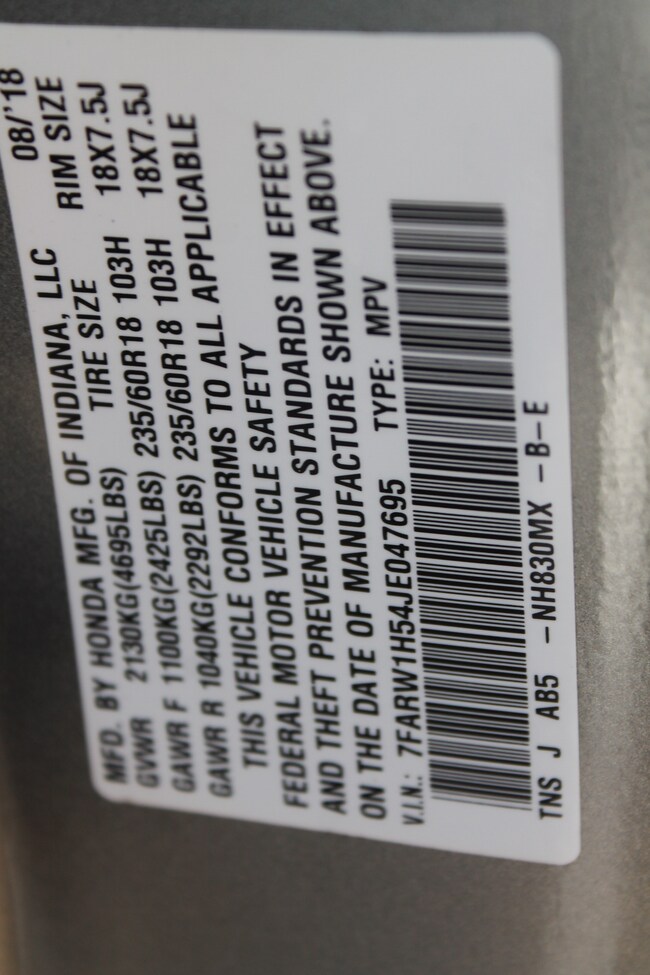 MFD. BY HONDA MFG. OF INDIANA, LLC 08/'18
GVWR 2130KG(4695LBS) TIRE SIZE RIM SIZE
GAWR F 1100KG(2425LBS) 235/60R18 103H 18X7.5J
GAWR R 1040KG(2292LBS) 235/60R18 103H 18X7.5J
THIS VEHICLE CONFORMS TO ALL APPLICABLE
FEDERAL MOTOR VEHICLE SAFETY
AND THEFT PREVENTION STANDARDS IN EFFECT
ON THE DATE OF MANUFACTURE SHOWN ABOVE.
V.I.N.: 7FARW1H54JE047695 TYPE: MPV
TNS J AB5 -NH830MX -B-E